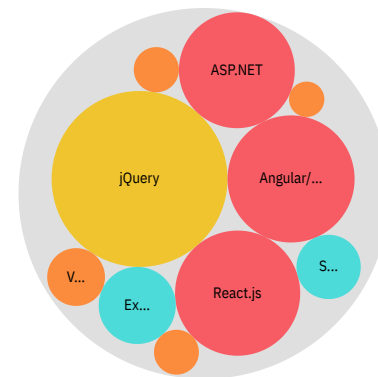 ASP.NET
jQuery
Angular/...
S...
V...
Ex...
React.js